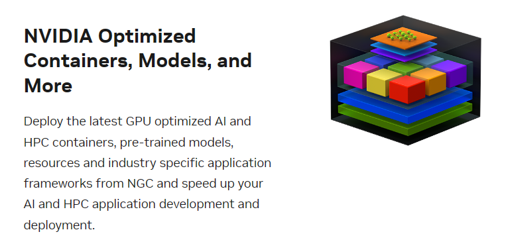 NVIDIA Optimized
Containers, Models, and
More
Deploy the latest GPU optimized AI and
HPC containers, pre-trained models,
resources and industry specific application
frameworks from NGC and speed up your
AI and HPC application development and
deployment.